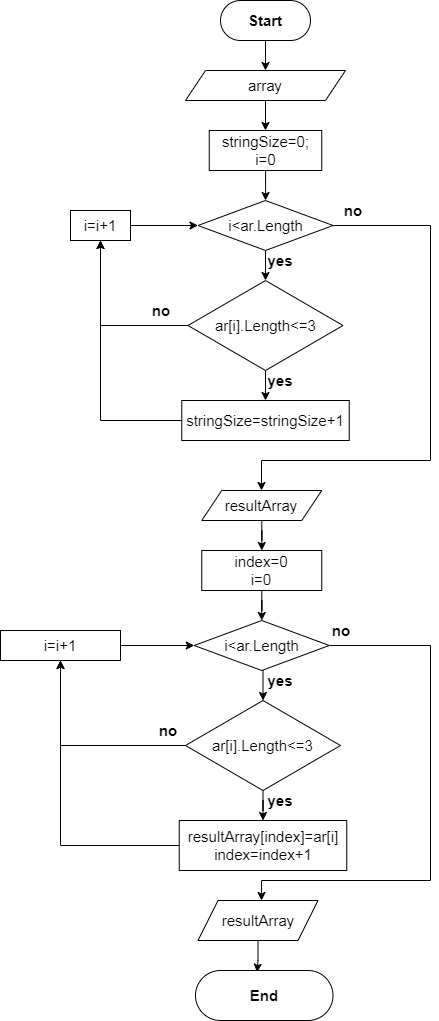 Start
array
stringSize=0;
i=0
i=i+1
i<ar.Length
no
yes
no
ar[i].Length<=3
yes
stringSize=stringSize+1
resultArray
index=0
i=0
i=i+1
i<ar.Length
no
yes
no
ar[i].Length<=3
yes
resultArray[index]=ar[i]
index=index+1
resultArray
End